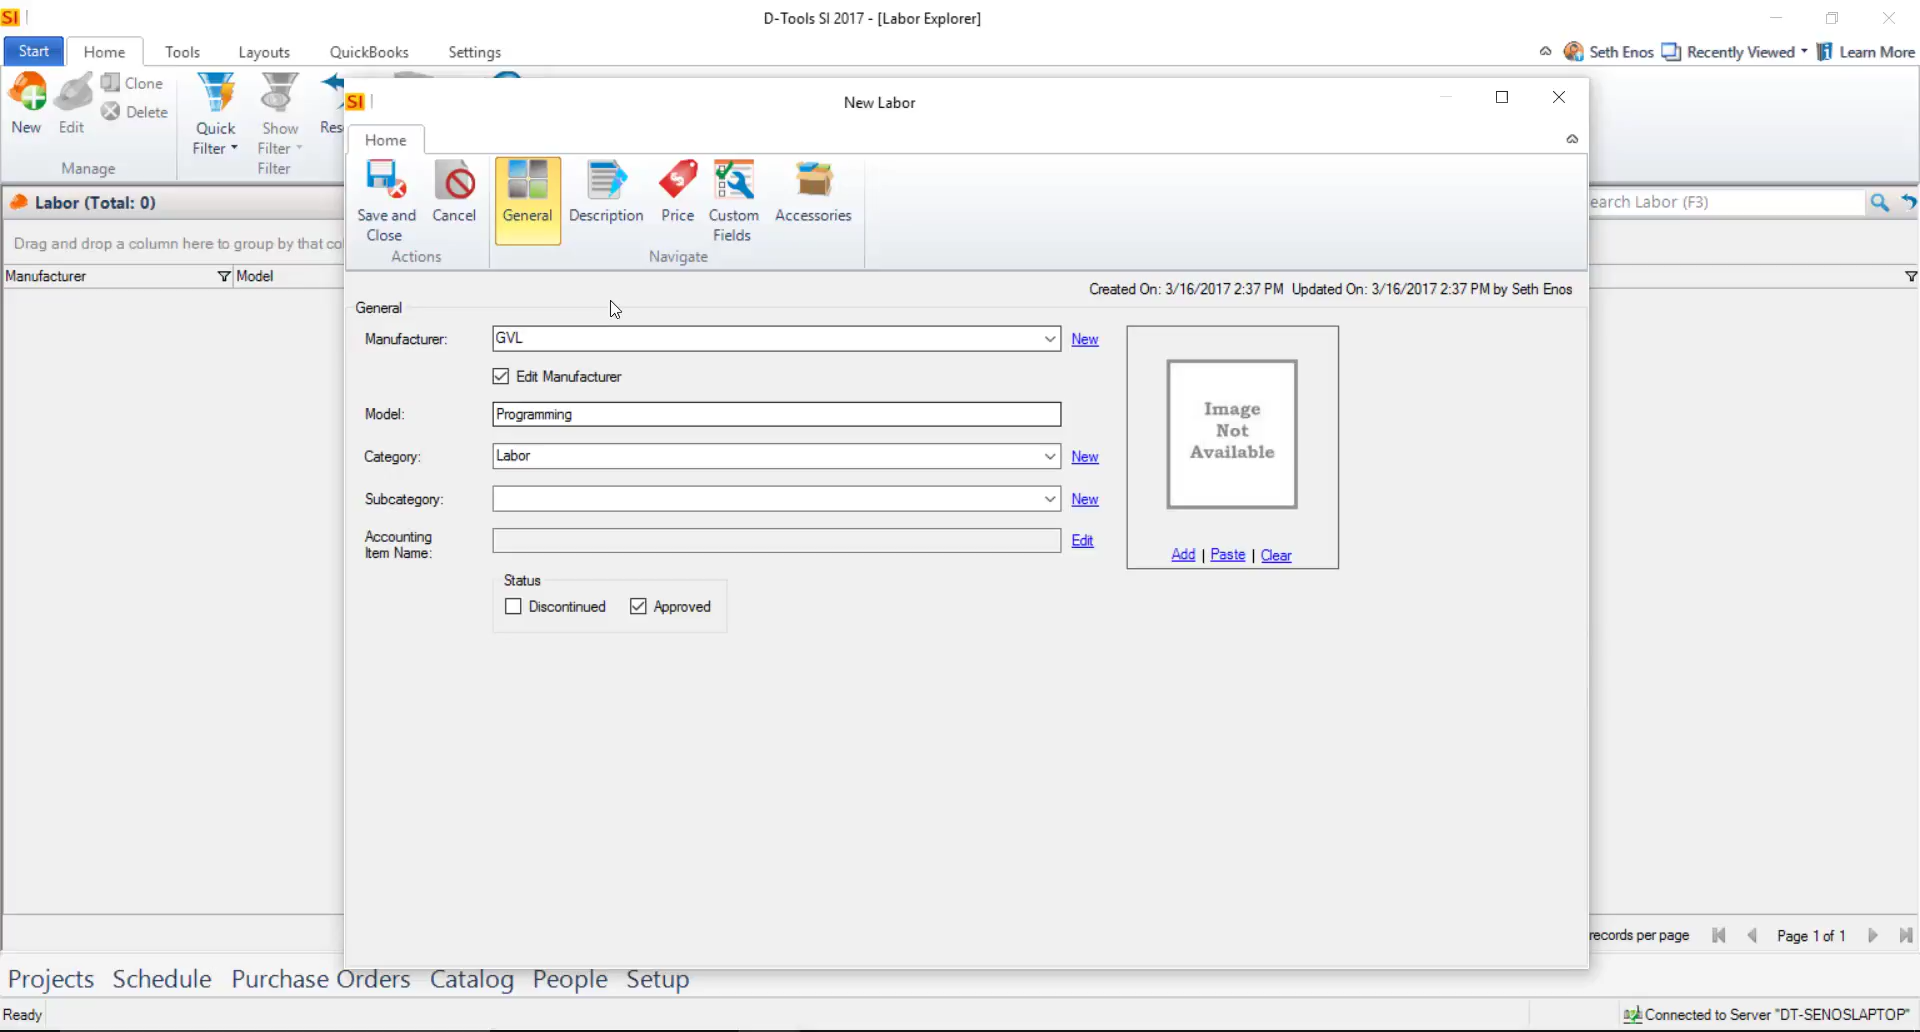 SI
D-Tools SI 2017 - [Labor Explorer]
Start Home Tools Layouts QuickBooks Settings
Seth Enos Recently Viewed Learn More
New Edit Clone Delete
Manage
Quick Filter Show Filter
Filter
Res
SI
New Labor
Home
Save and Close Cancel General Description Price Custom Fields Accessories
Actions Navigate
Labor (Total: 0)
earch Labor (F3)
Drag and drop a column here to group by that co
Manufacturer Model
Created On: 3/16/2017 2:37 PM Updated On: 3/16/2017 2:37 PM by Seth Enos
General
Manufacturer: GVL New
Edit Manufacturer
Model: Programming
Category: Labor New
Subcategory: New
Accounting
Item Name: Edit
Status
Discontinued Approved
Image
Not
Available
Add | Paste | Clear
records per page Page 1 of 1
Projects Schedule Purchase Orders Catalog People Setup
Ready
Connected to Server "DT-SENOSLAPTOP"